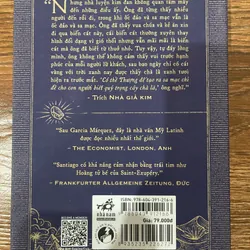 "Nhưng nhà luyện kim đan không quan tâm mấy
đến những điều ấy. Ông đã từng thấy nhiều
người đến rồi đi, trong khi ốc đảo và sa mạc vẫn là
ốc đảo và sa mạc. Ông đã thấy vua chúa và kẻ ăn xin
đi qua biển cát này, cái biển cát thường xuyên thay
hình đổi dạng vì gió thổi nhưng vẫn mãi mãi là biển
cát mà ông đã biết từ thuở nhỏ. Tuy vậy, tự đáy lòng
mình, ông không thể không cảm thấy vui trước hạnh
phúc của mỗi người lữ khách, sau bao ngày chỉ có cát
vàng với trời xanh nay được thấy chà là xanh tươi hiện
ra trước mắt. 'Có thể Thượng đế tạo ra sa mạc chỉ để
cho con người biết quý trọng cây chà là,' ông nghĩ."
- Trích NHÀ GIẢ KIM
"Sau Garcia Márquez, đây là nhà văn Mỹ Latinh
được đọc nhiều nhất thế giới."
- THE ECONOMIST, LONDON, ANH
"Santiago có khả năng cảm nhận bằng trái tim như
Hoàng tử bé của Saint-Exupéry."
- FRANKFURTER ALLGEMEINE ZEITUNG, ĐỨC
nhã nam
Giá: 79.000đ